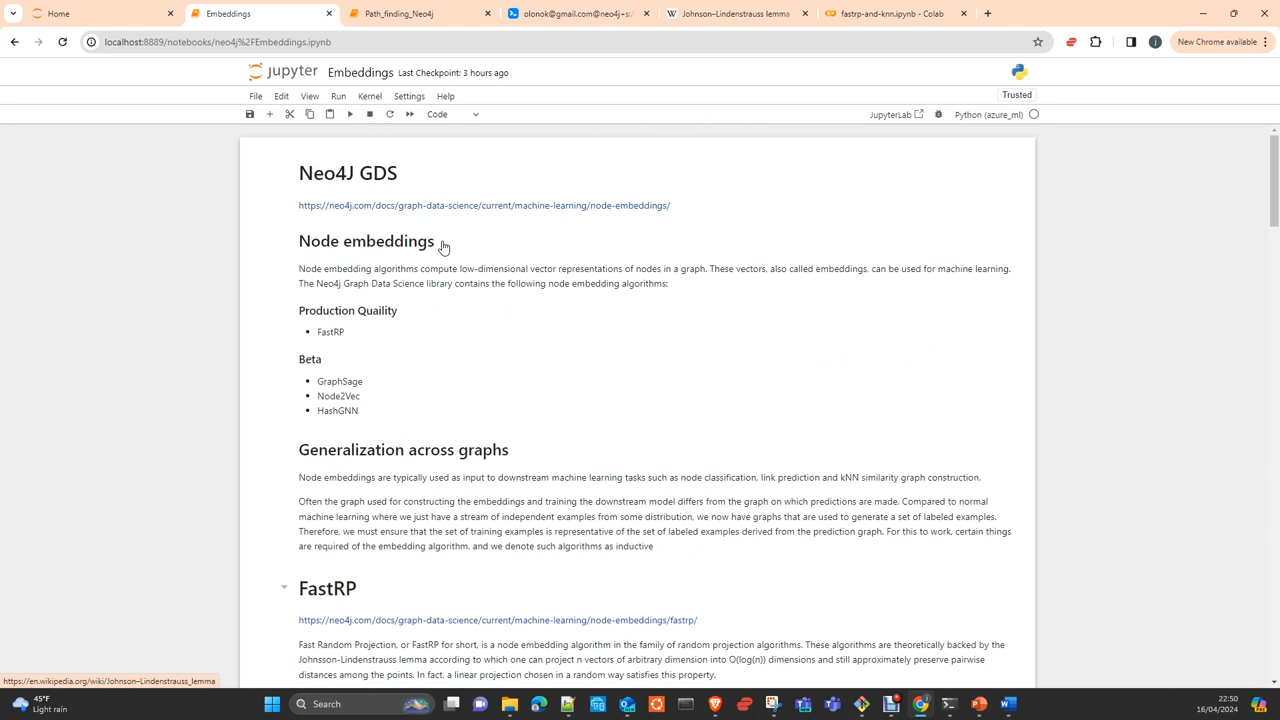 Home
Embeddings
Path_finding_Neo4j
olonok@gmail.com@neo4j+s:/
Johnson–Lindenstrauss lemma
fastrp-and-knn.ipynb - Colab
localhost:8889/notebooks/neo4j%2FEmbeddings.ipynb
New Chrome available
jupyter Embeddings Last Checkpoint: 3 hours ago
File Edit View Run Kernel Settings Help
Trusted
Code
JupyterLab
Python (azure_ml)
Neo4J GDS
https://neo4j.com/docs/graph-data-science/current/machine-learning/node-embeddings/
Node embeddings
Node embedding algorithms compute low-dimensional vector representations of nodes in a graph. These vectors, also called embeddings, can be used for machine learning.
The Neo4j Graph Data Science library contains the following node embedding algorithms:
Production Quaility
• FastRP
Beta
• GraphSage
• Node2Vec
• HashGNN
Generalization across graphs
Node embeddings are typically used as input to downstream machine learning tasks such as node classification, link prediction and kNN similarity graph construction.
Often the graph used for constructing the embeddings and training the downstream model differs from the graph on which predictions are made. Compared to normal
machine learning where we just have a stream of independent examples from some distribution, we now have graphs that are used to generate a set of labeled examples.
Therefore, we must ensure that the set of training examples is representative of the set of labeled examples derived from the prediction graph. For this to work, certain things
are required of the embedding algorithm, and we denote such algorithms as inductive
FastRP
https://neo4j.com/docs/graph-data-science/current/machine-learning/node-embeddings/fastrp/
Fast Random Projection, or FastRP for short, is a node embedding algorithm in the family of random projection algorithms. These algorithms are theoretically backed by the
Johnsson-Lindenstrauss lemma according to which one can project n vectors of arbitrary dimension into O(log(n)) dimensions and still approximately preserve pairwise
distances among the points. In fact, a linear projection chosen in a random way satisfies this property.
https://en.wikipedia.org/wiki/Johnson–Lindenstrauss_lemma
45°F
Light rain
Search
22:50
16/04/2024